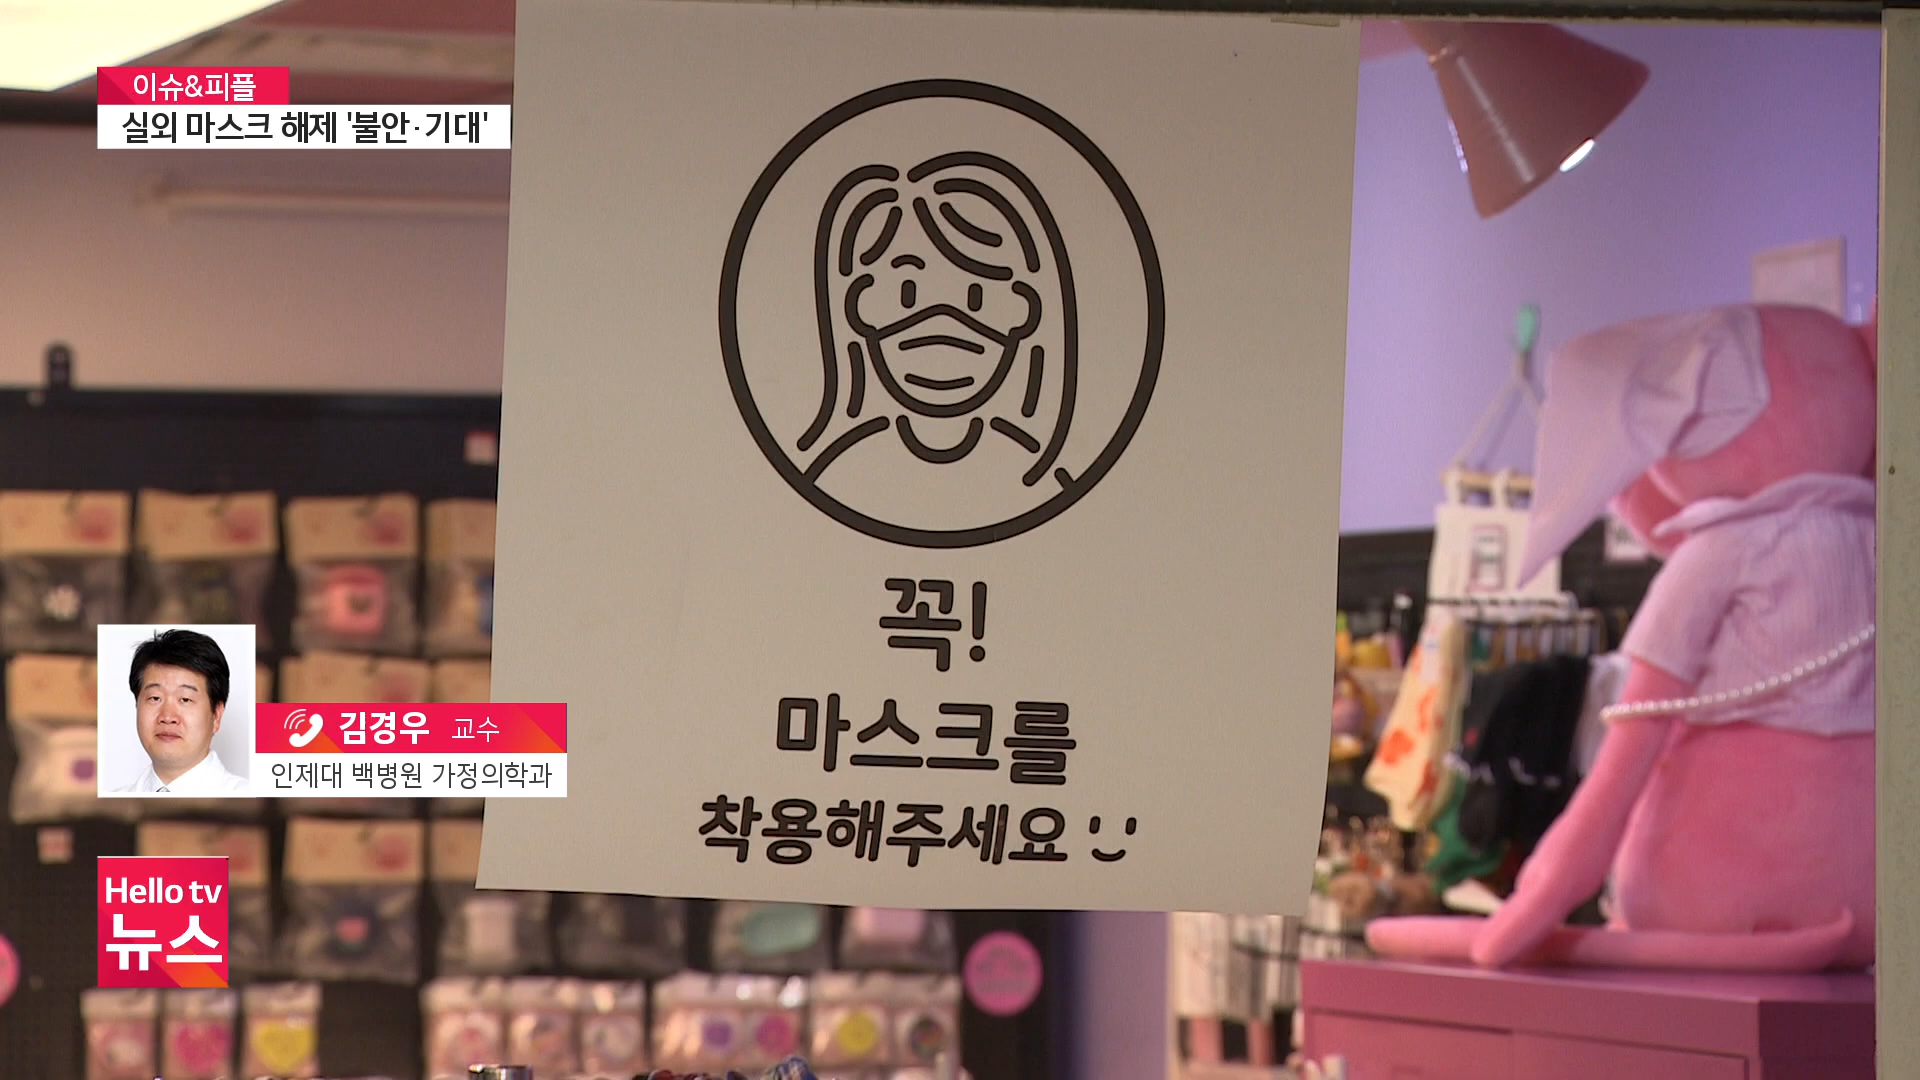 이슈&피플
실외 마스크 해제 '불안·기대'
꼭!
마스크를
착용해주세요
김경우 교수
인제대 백병원 가정의학과
Hello tv
뉴스